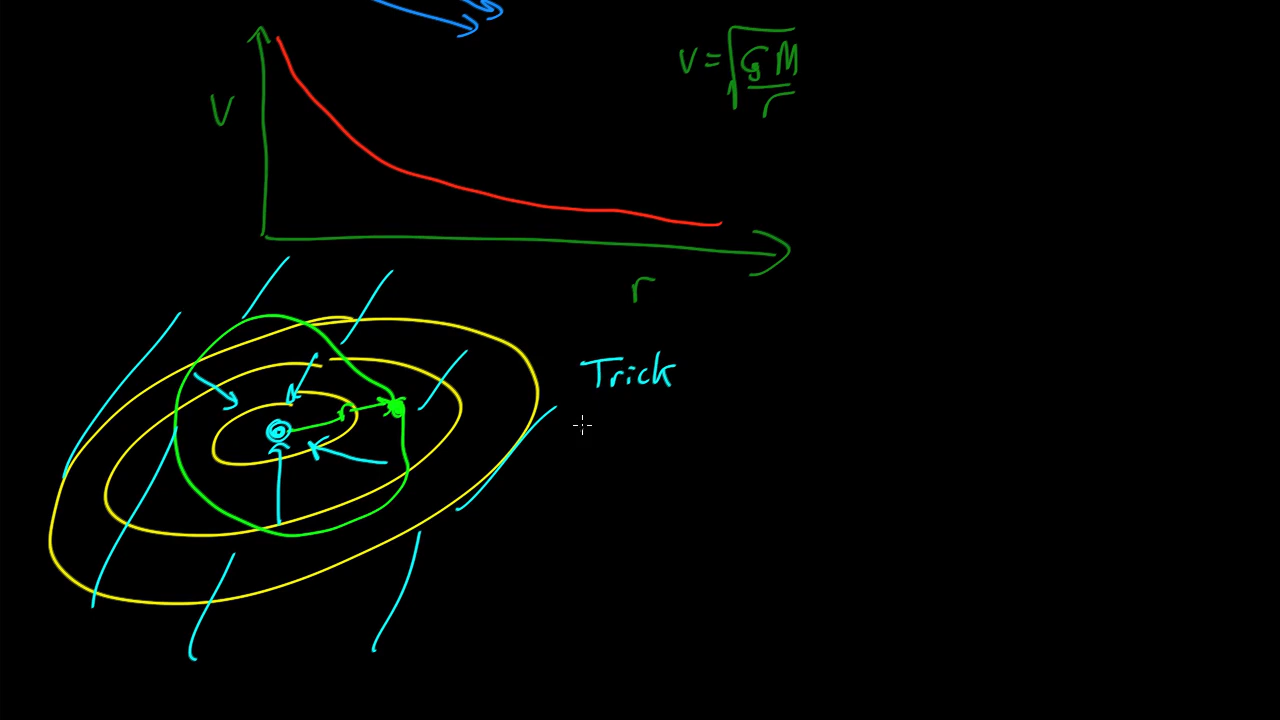 V
V = √(GM/r)
r
r
Trick